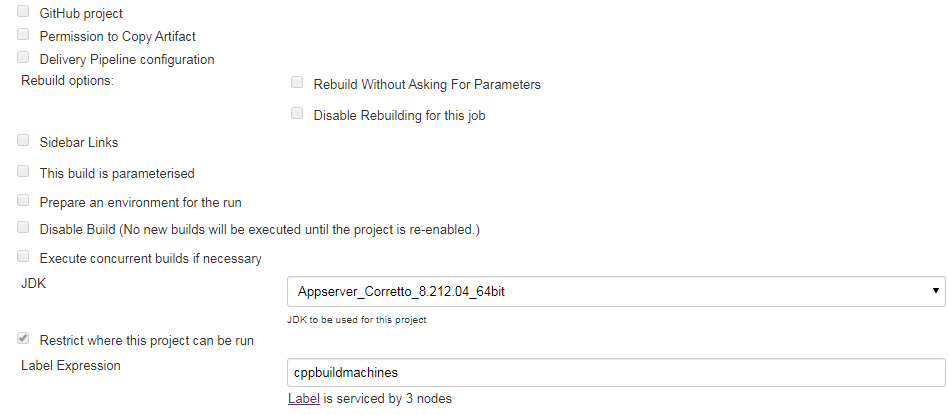 GitHub project
Permission to Copy Artifact
Delivery Pipeline configuration
Rebuild options:
Rebuild Without Asking For Parameters
Disable Rebuilding for this job
Sidebar Links
This build is parameterised
Prepare an environment for the run
Disable Build (No new builds will be executed until the project is re-enabled.)
Execute concurrent builds if necessary
JDK
Appserver_Corretto_8.212.04_64bit
JDK to be used for this project
Restrict where this project can be run
Label Expression
cppbuildmachines
Label is serviced by 3 nodes